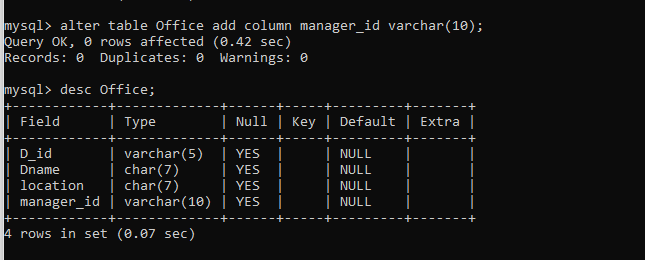 mysql> alter table Office add column manager_id varchar(10);
Query OK, 0 rows affected (0.42 sec)
Records: 0  Duplicates: 0  Warnings: 0
mysql> desc Office;
+------------+-------------+------+-----+---------+-------+
| Field      | Type        | Null | Key | Default | Extra |
+------------+-------------+------+-----+---------+-------+
| D_id       | varchar(5)  | YES  |     | NULL    |       |
| Dname      | char(7)     | YES  |     | NULL    |       |
| location   | char(7)     | YES  |     | NULL    |       |
| manager_id | varchar(10) | YES  |     | NULL    |       |
+------------+-------------+------+-----+---------+-------+
4 rows in set (0.07 sec)